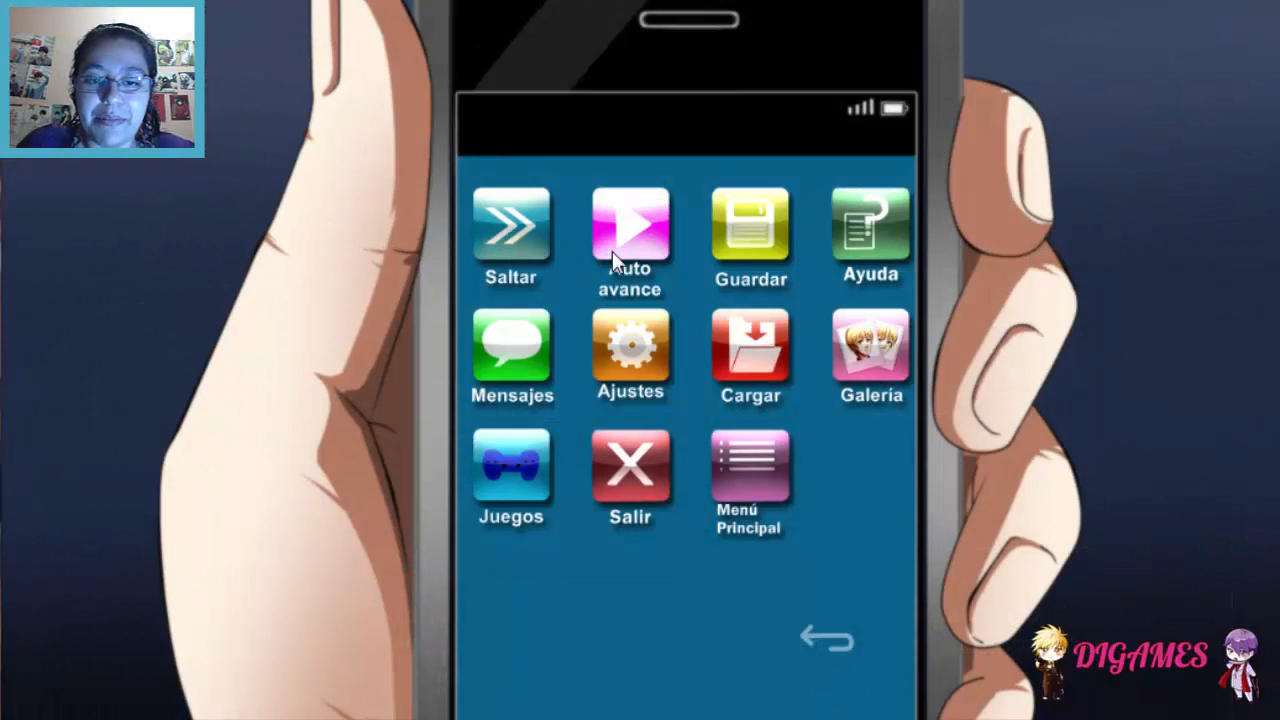 Saltar
Auto
avance
Guardar
Ayuda
Mensajes
Ajustes
Cargar
Galería
Juegos
Salir
Menú
Principal
DIGAMES